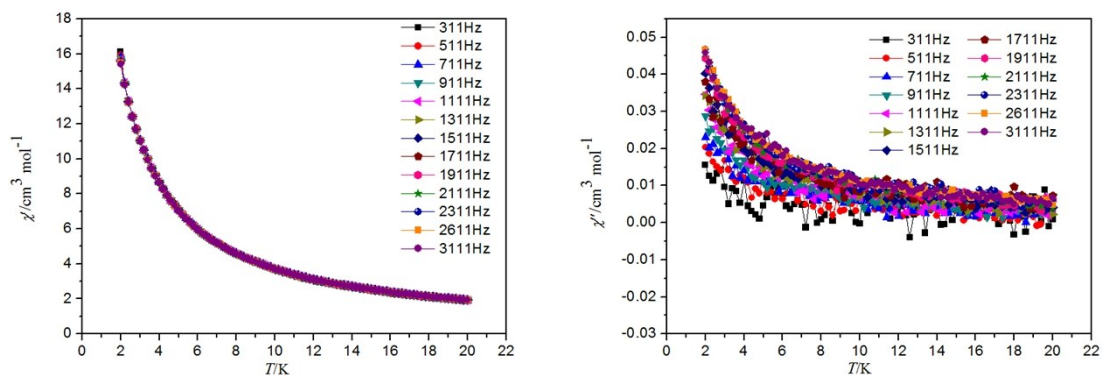 18
16
14
12
10
8
6
4
2
0
χ'/cm³ mol⁻¹
311Hz
511Hz
711Hz
911Hz
1111Hz
1311Hz
1511Hz
1711Hz
1911Hz
2111Hz
2311Hz
2611Hz
3111Hz
0 2 4 6 8 10 12 14 16 18 20 22
T/K
0.05
0.04
0.03
0.02
0.01
0.00
-0.01
-0.02
-0.03
χ''/cm³ mol⁻¹
311Hz 1711Hz
511Hz 1911Hz
711Hz 2111Hz
911Hz 2311Hz
1111Hz 2611Hz
1311Hz 3111Hz
1511Hz
0 2 4 6 8 10 12 14 16 18 20 22
T/K